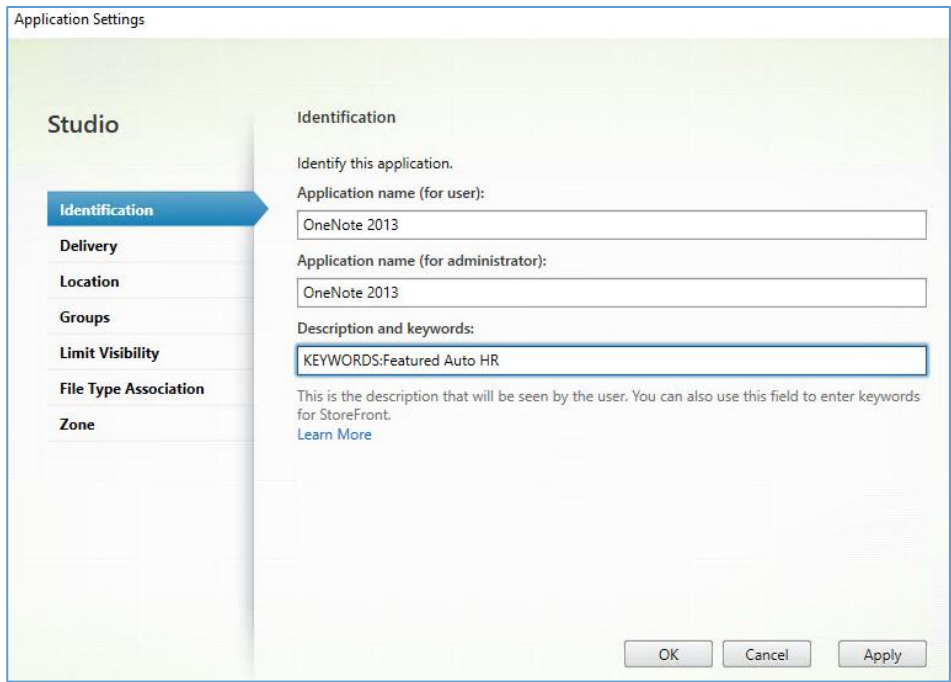 Application Settings
Studio
Identification
Delivery
Location
Groups
Limit Visibility
File Type Association
Zone
Identification
Identify this application.
Application name (for user):
OneNote 2013
Application name (for administrator):
OneNote 2013
Description and keywords:
KEYWORDS:Featured Auto HR
This is the description that will be seen by the user. You can also use this field to enter keywords
for StoreFront.
Learn More
OK
Cancel
Apply